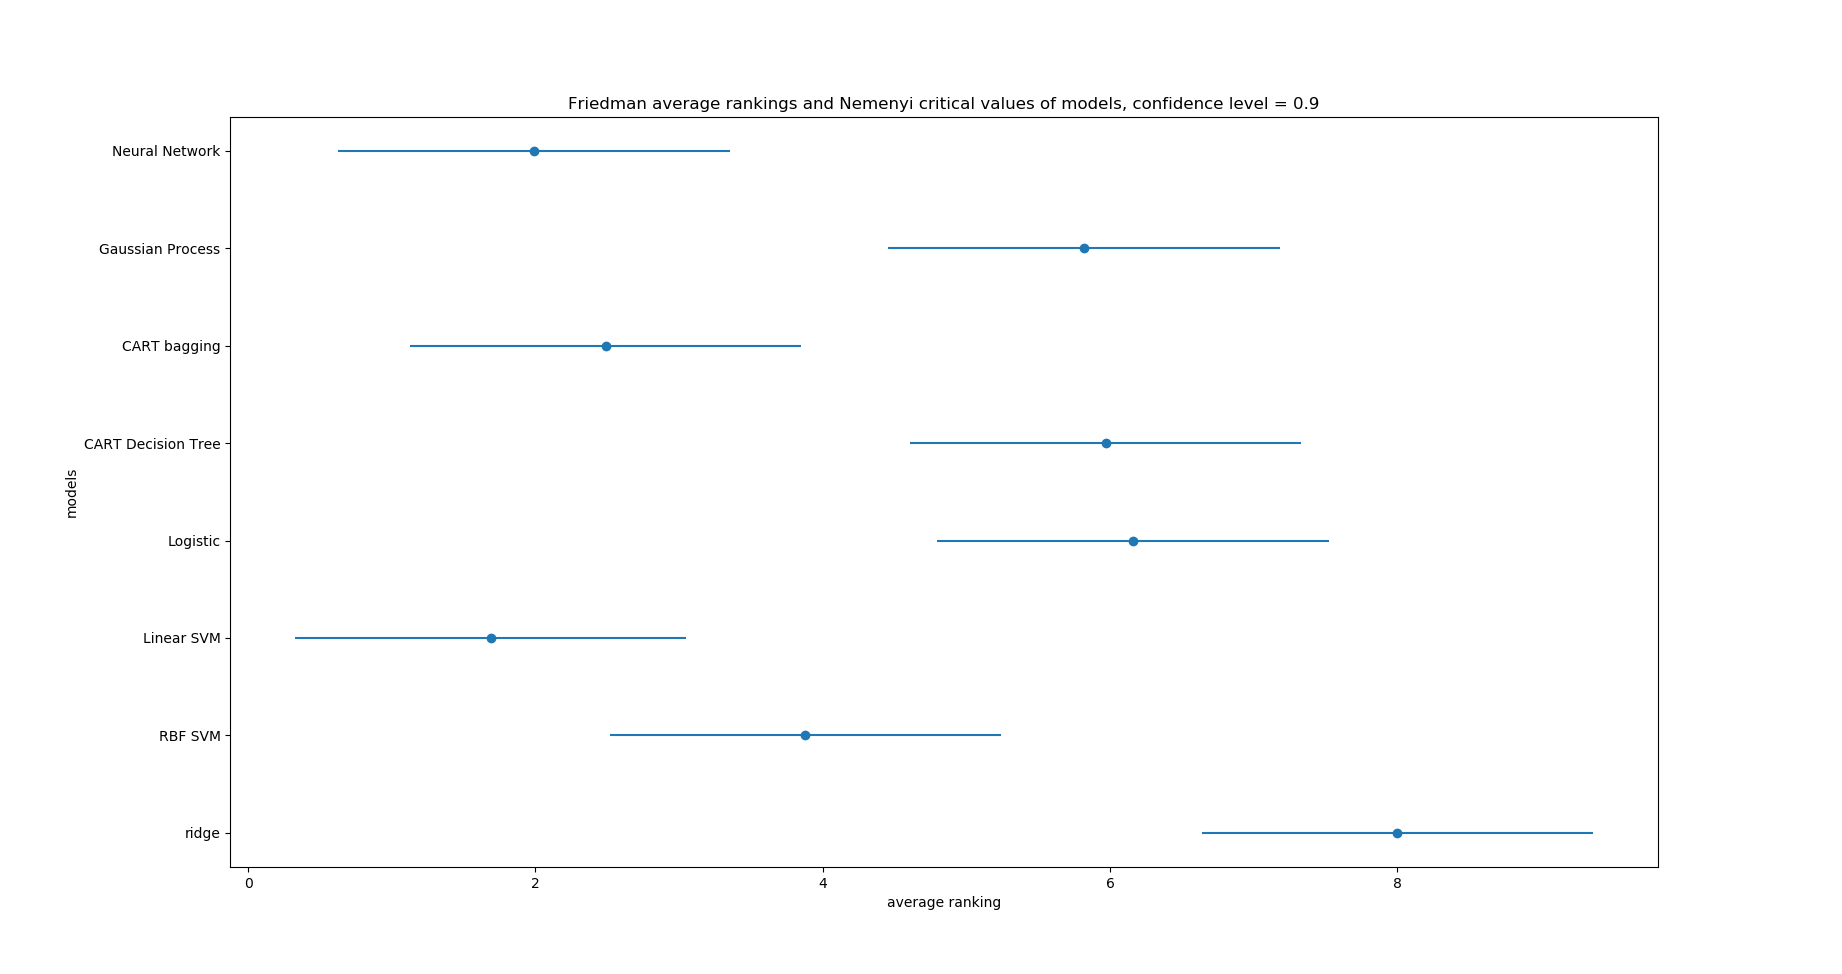 Friedman average rankings and Nemenyi critical values of models, confidence level = 0.9
Neural Network
Gaussian Process
CART bagging
CART Decision Tree
models
Logistic
Linear SVM
RBF SVM
ridge
0 2 4 6 8
average ranking